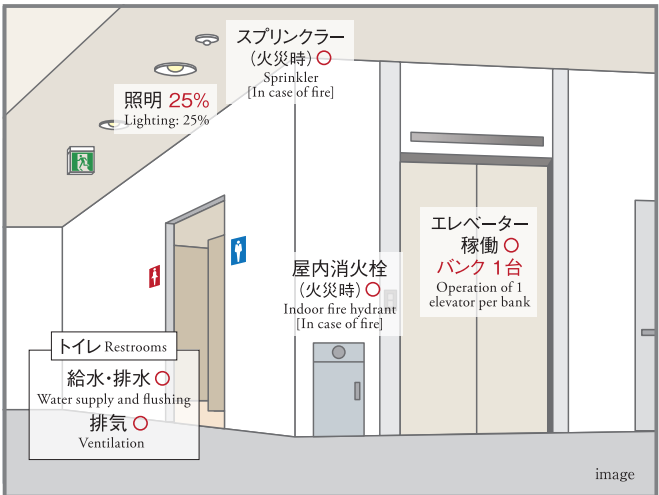 スプリンクラー
（火災時）○
Sprinkler
[In case of fire]
照明 25%
Lighting: 25%
エレベーター
稼働 ○
バンク 1台
Operation of 1
elevator per bank
屋内消火栓
（火災時）○
Indoor fire hydrant
[In case of fire]
トイレ Restrooms
給水・排水 ○
Water supply and flushing
排気 ○
Ventilation
image